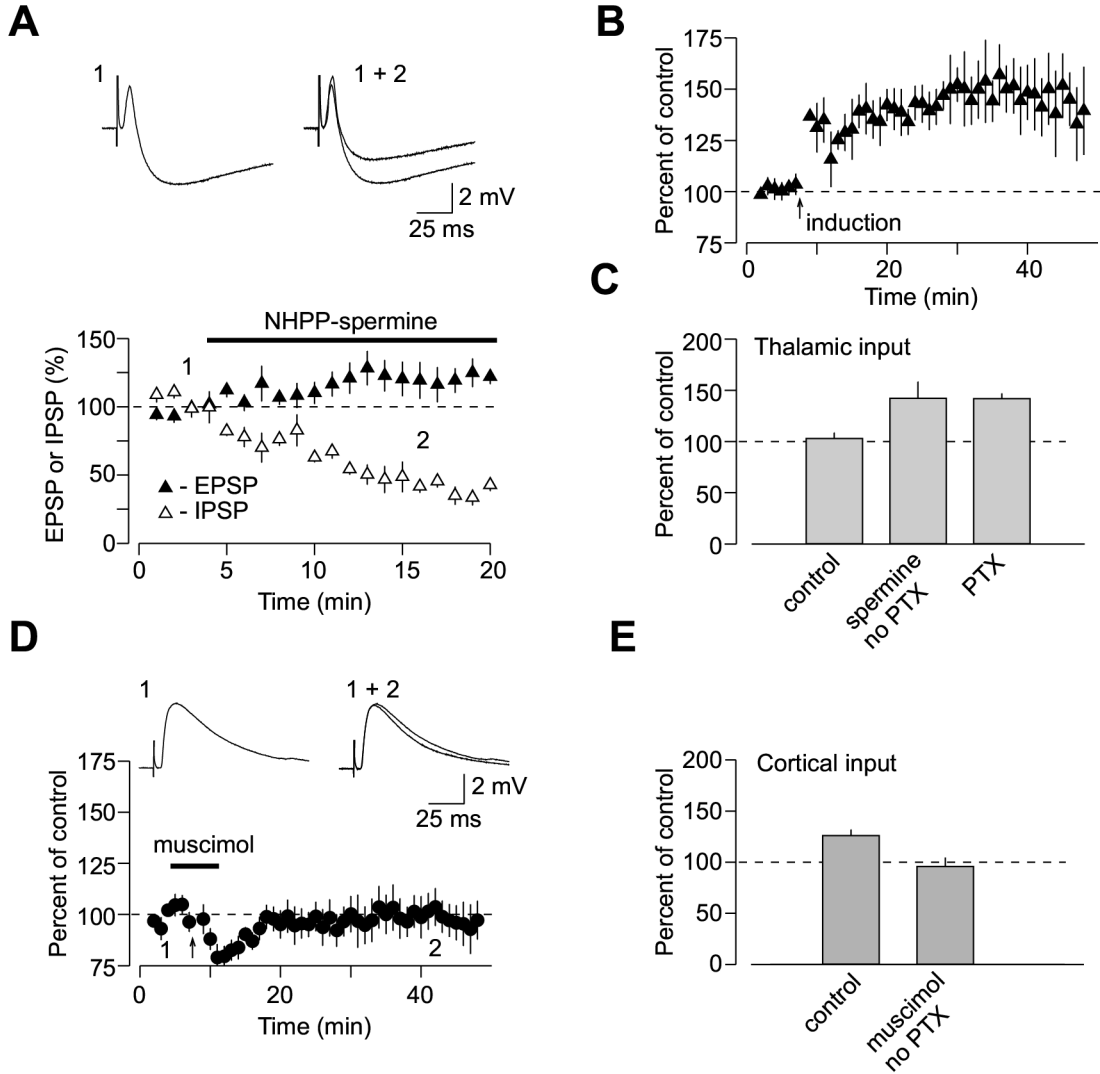 A
1
1 + 2
2 mV
25 ms
NHPP-spermine
EPSP or IPSP (%)
150
100
50
0
1
2
- EPSP
- IPSP
0
5
10
15
20
Time (min)
B
Percent of control
175
150
125
100
75
induction
0
20
40
Time (min)
C
Percent of control
200
150
100
50
0
Thalamic input
control
spermine
no PTX
PTX
D
1
1 + 2
2 mV
25 ms
Percent of control
175
150
125
100
75
muscimol
1
2
0
20
40
Time (min)
E
Percent of control
200
150
100
50
0
Cortical input
control
muscimol
no PTX